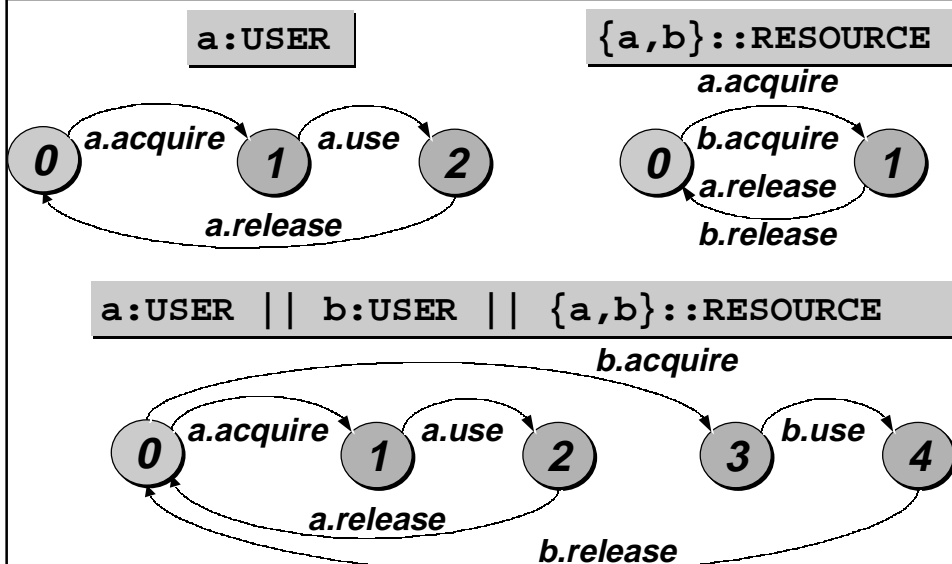 a:USER
0
a.acquire
1
a.use
2
a.release
{a,b}::RESOURCE
a.acquire
0
b.acquire
1
a.release
b.release
a:USER || b:USER || {a,b}::RESOURCE
b.acquire
0
a.acquire
1
a.use
2
3
b.use
4
a.release
b.release